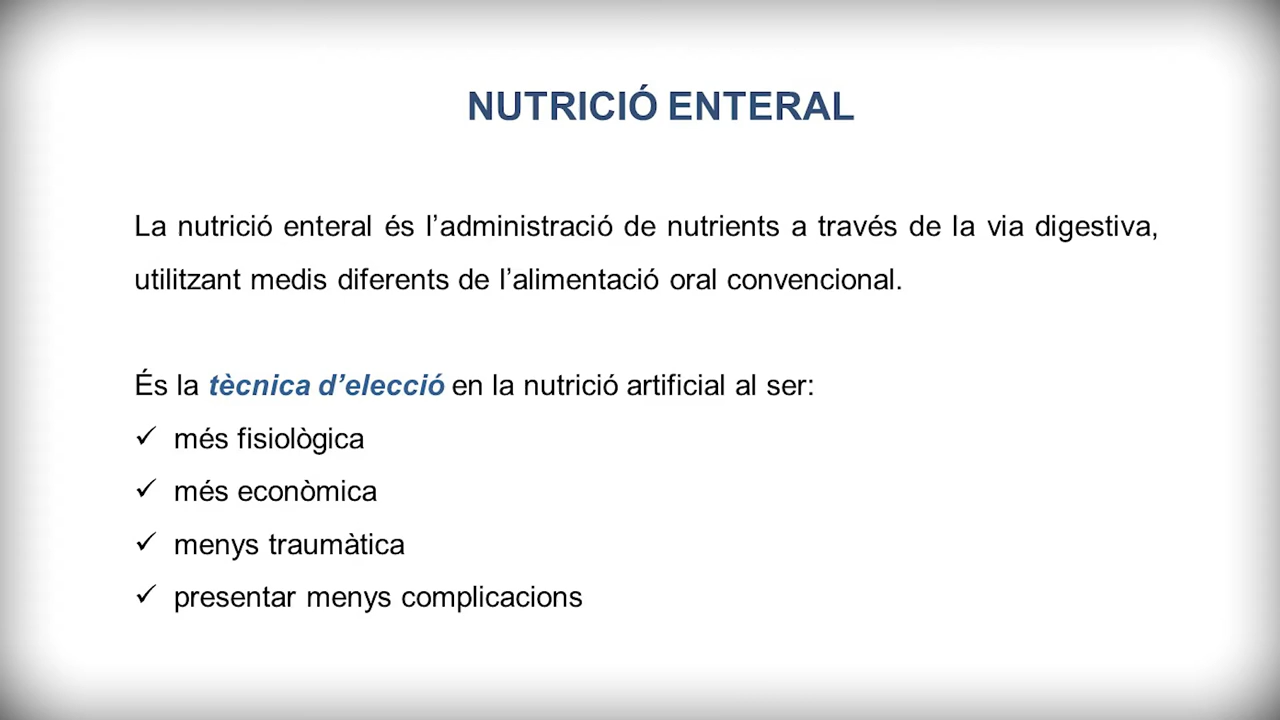 NUTRICIÓ ENTERAL
La nutrició enteral és l’administració de nutrients a través de la via digestiva,
utilitzant medis diferents de l’alimentació oral convencional.
És la tècnica d’elecció en la nutrició artificial al ser:
✓ més fisiològica
✓ més econòmica
✓ menys traumàtica
✓ presentar menys complicacions